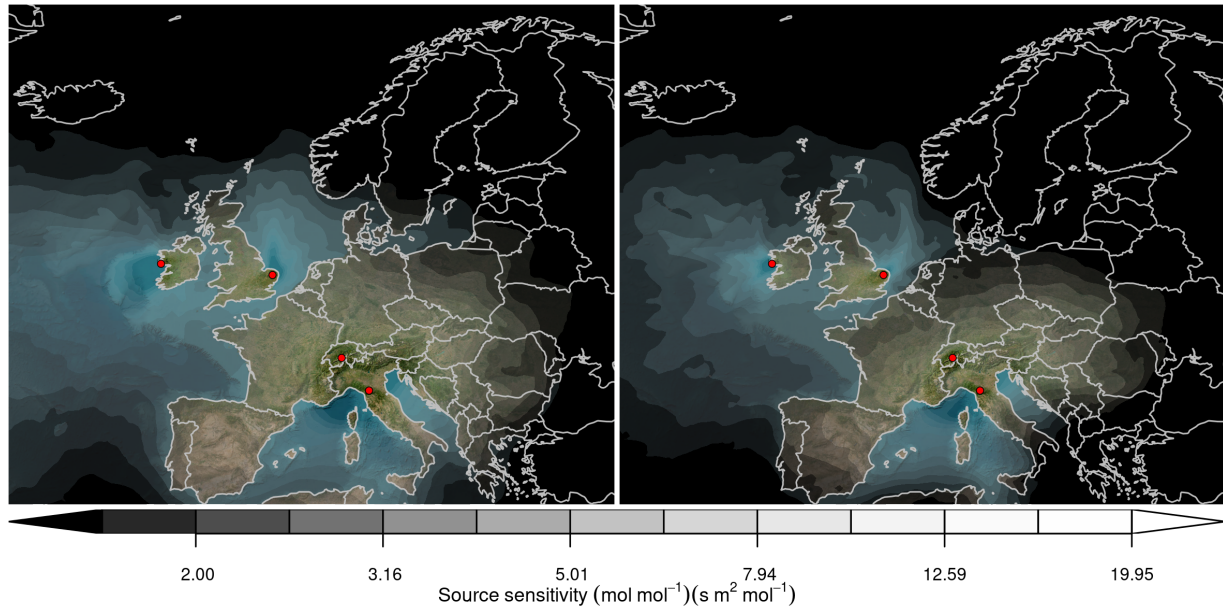 2.00 3.16 5.01 7.94 12.59 19.95
Source sensitivity (mol mol⁻¹)(s m² mol⁻¹)